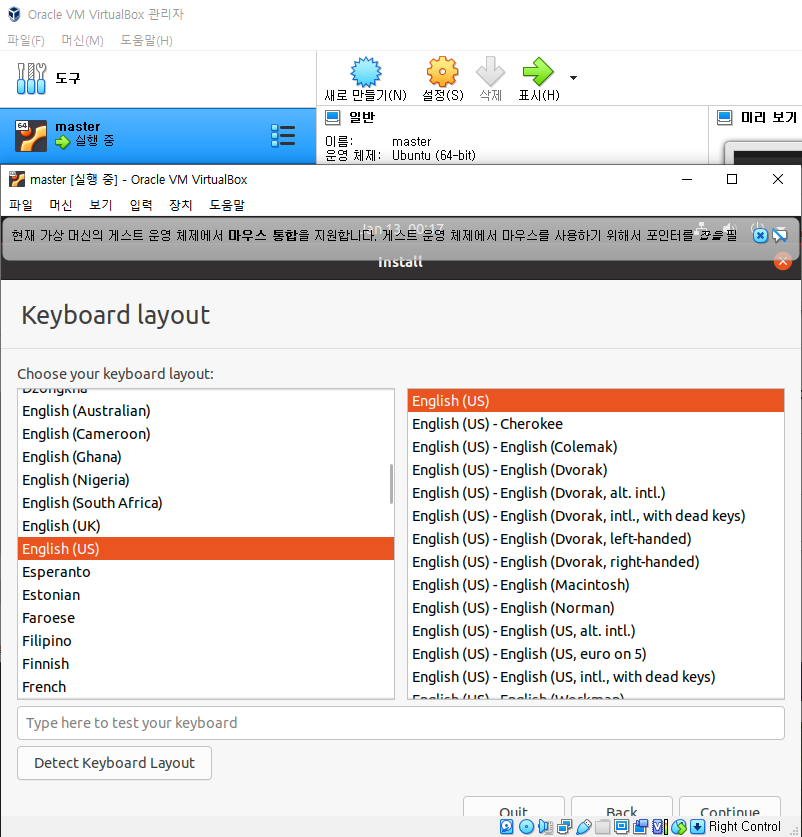 Oracle VM VirtualBox 관리자
파일(F) 머신(M) 도움말(H)
도구
새로 만들기(N) 설정(S) 삭제 표시(H)
64
master
실행 중
일반
이름: master
운영 체제: Ubuntu (64-bit)
미리 보기
master [실행 중] - Oracle VM VirtualBox
파일 머신 보기 입력 장치 도움말
Jan 13 00:17
현재 가상 머신의 게스트 운영 체제에서 마우스 통합을 지원합니다. 게스트 운영 체제에서 마우스를 사용하기 위해서 포인터를 잡을 필
Install
Keyboard layout
Choose your keyboard layout:
Dzongkha
English (Australian)
English (Cameroon)
English (Ghana)
English (Nigeria)
English (South Africa)
English (UK)
English (US)
Esperanto
Estonian
Faroese
Filipino
Finnish
French
English (US)
English (US) - Cherokee
English (US) - English (Colemak)
English (US) - English (Dvorak)
English (US) - English (Dvorak, alt. intl.)
English (US) - English (Dvorak, intl., with dead keys)
English (US) - English (Dvorak, left-handed)
English (US) - English (Dvorak, right-handed)
English (US) - English (Macintosh)
English (US) - English (Norman)
English (US) - English (US, alt. intl.)
English (US) - English (US, euro on 5)
English (US) - English (US, intl., with dead keys)
English (US) - English (Workman)
Type here to test your keyboard
Detect Keyboard Layout
Quit Back Continue
Right Control